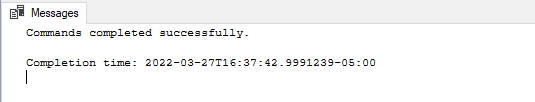 Messages
Commands completed successfully.
Completion time: 2022-03-27T16:37:42.9991239-05:00